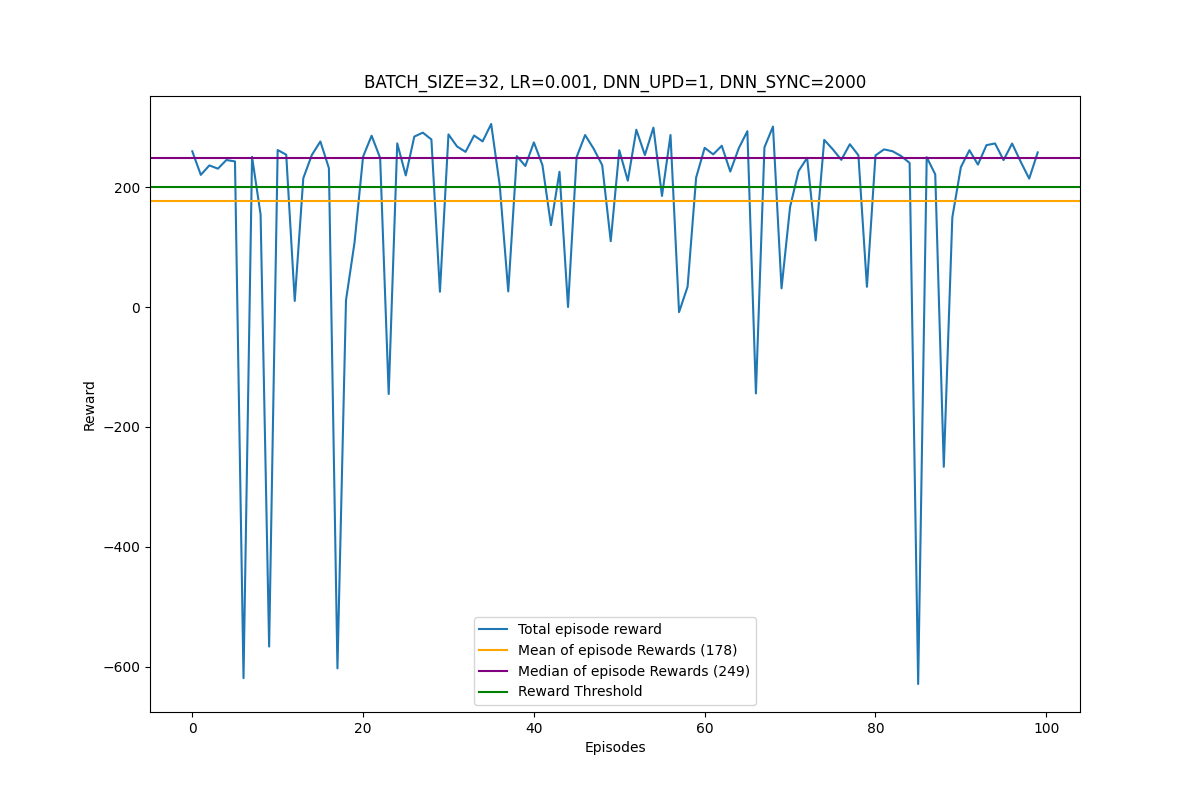 BATCH_SIZE=32, LR=0.001, DNN_UPD=1, DNN_SYNC=2000
200
0
−200
−400
−600
Reward
Total episode reward
Mean of episode Rewards (178)
Median of episode Rewards (249)
Reward Threshold
0 20 40 60 80 100
Episodes